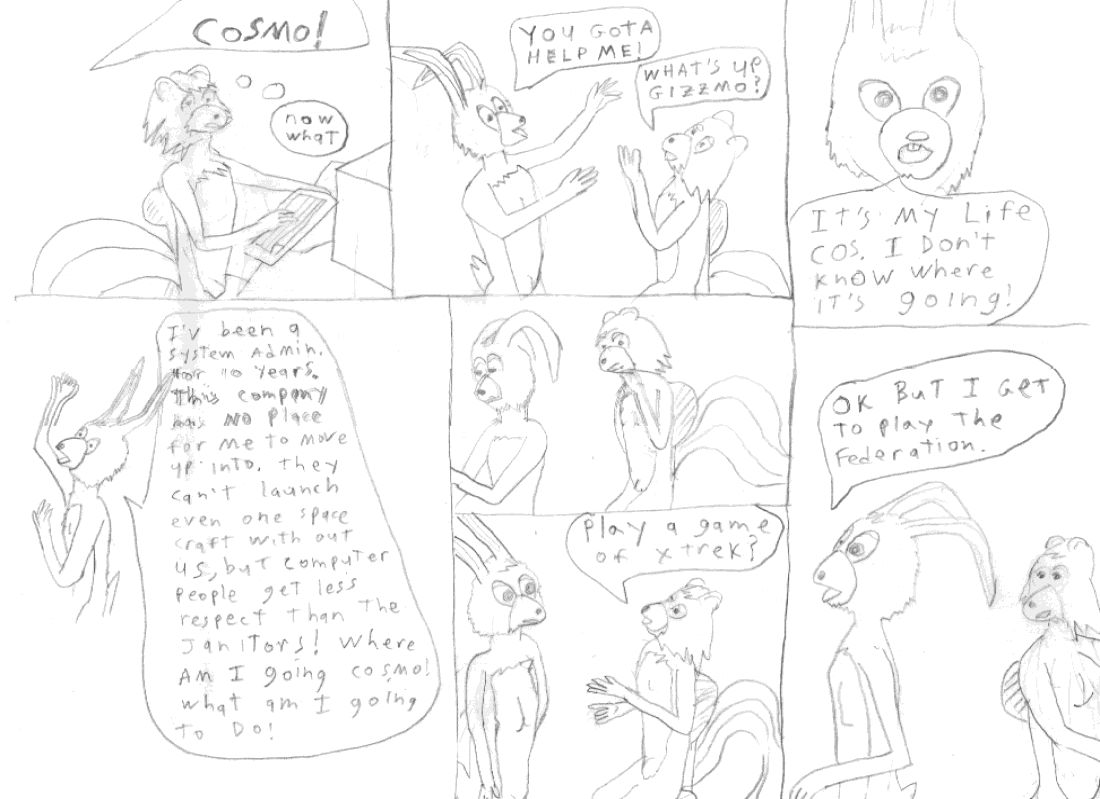 COSMO!
now
what
YOU GOTA
HELP ME!
WHAT'S UP
GIZZMO?
IT'S MY Life
COS. I Don't
know where
iT's going!
I'v been a
system Admin.
for 10 years.
This company
has NO Place
for me to move
up into. they
can't launch
even one space
craft with out
us, but computer
people get less
respect than The
Janitors! Where
Am I going cosmo!
what am I going
to Do!
play a game
of xtrek?
OK But I Get
To play The
Federation.